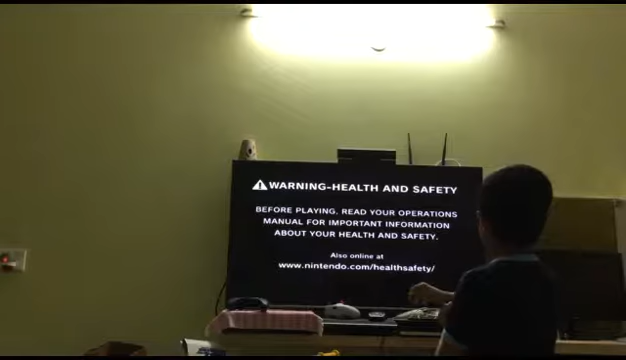 ⚠WARNING-HEALTH AND SAFETY
BEFORE PLAYING, READ YOUR OPERATIONS
MANUAL FOR IMPORTANT INFORMATION
ABOUT YOUR HEALTH AND SAFETY.
Also online at
www.nintendo.com/healthsafety/